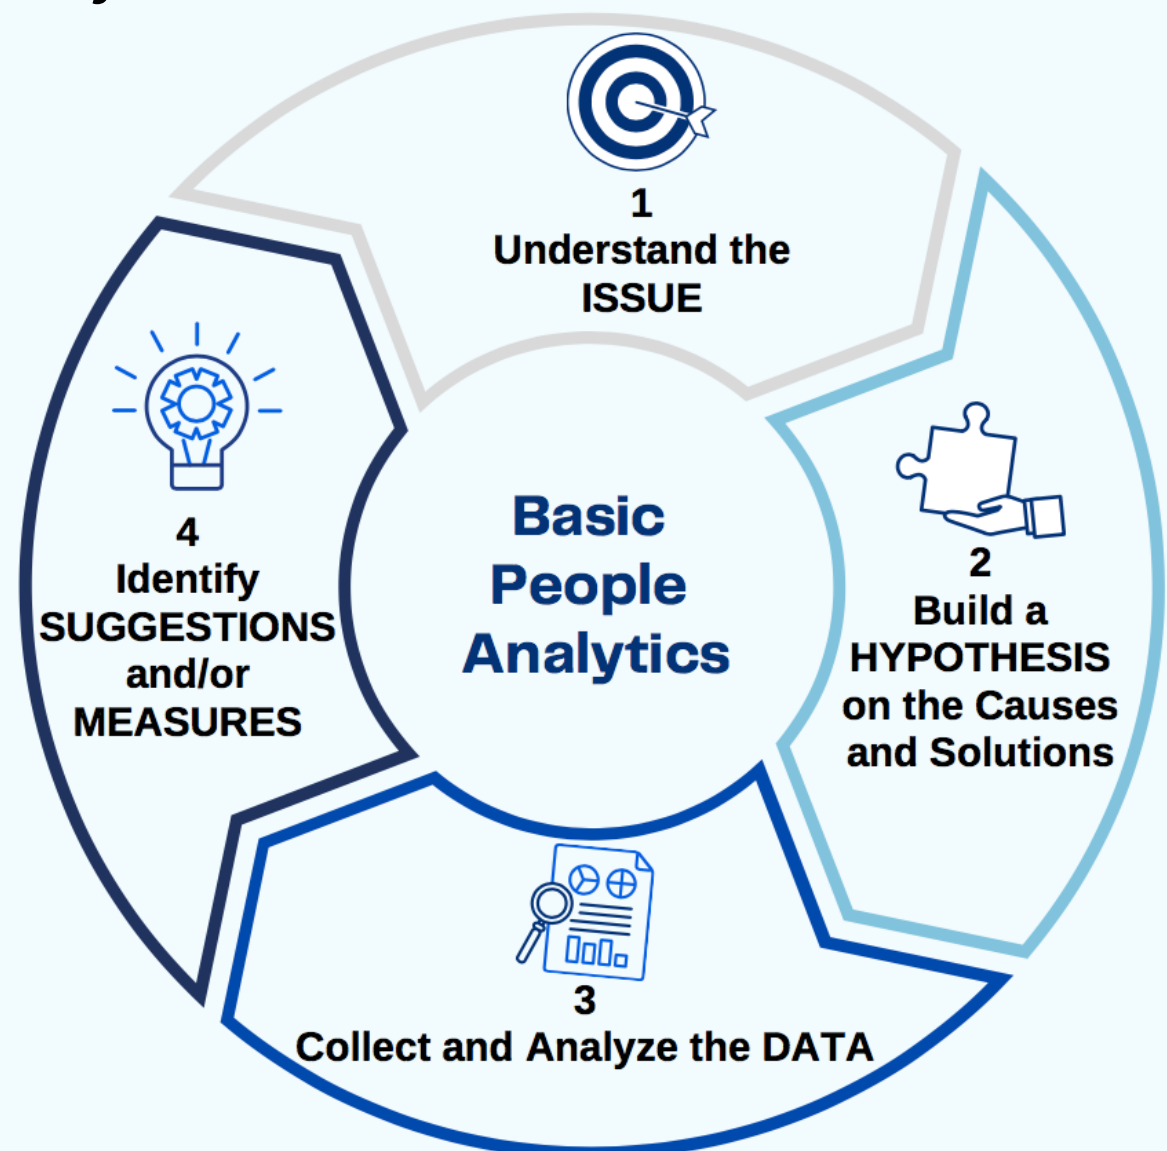 1
Understand the
ISSUE
2
Build a
HYPOTHESIS
on the Causes
and Solutions
3
Collect and Analyze the DATA
4
Identify
SUGGESTIONS
and/or
MEASURES
Basic
People
Analytics